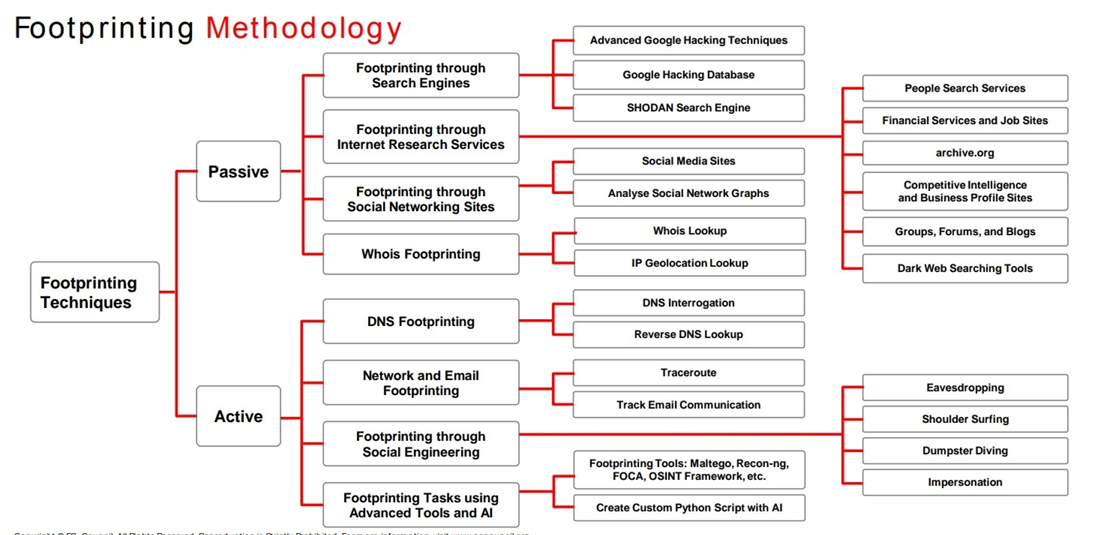 Footprinting Methodology
Footprinting
Techniques
Passive
Footprinting through
Search Engines
Advanced Google Hacking Techniques
Google Hacking Database
SHODAN Search Engine
Footprinting through
Internet Research Services
People Search Services
Financial Services and Job Sites
archive.org
Competitive Intelligence
and Business Profile Sites
Groups, Forums, and Blogs
Dark Web Searching Tools
Footprinting through
Social Networking Sites
Social Media Sites
Analyse Social Network Graphs
Whois Footprinting
Whois Lookup
IP Geolocation Lookup
Active
DNS Footprinting
DNS Interrogation
Reverse DNS Lookup
Network and Email
Footprinting
Traceroute
Track Email Communication
Footprinting through
Social Engineering
Eavesdropping
Shoulder Surfing
Dumpster Diving
Impersonation
Footprinting Tasks using
Advanced Tools and AI
Footprinting Tools: Maltego, Recon-ng,
FOCA, OSINT Framework, etc.
Create Custom Python Script with AI